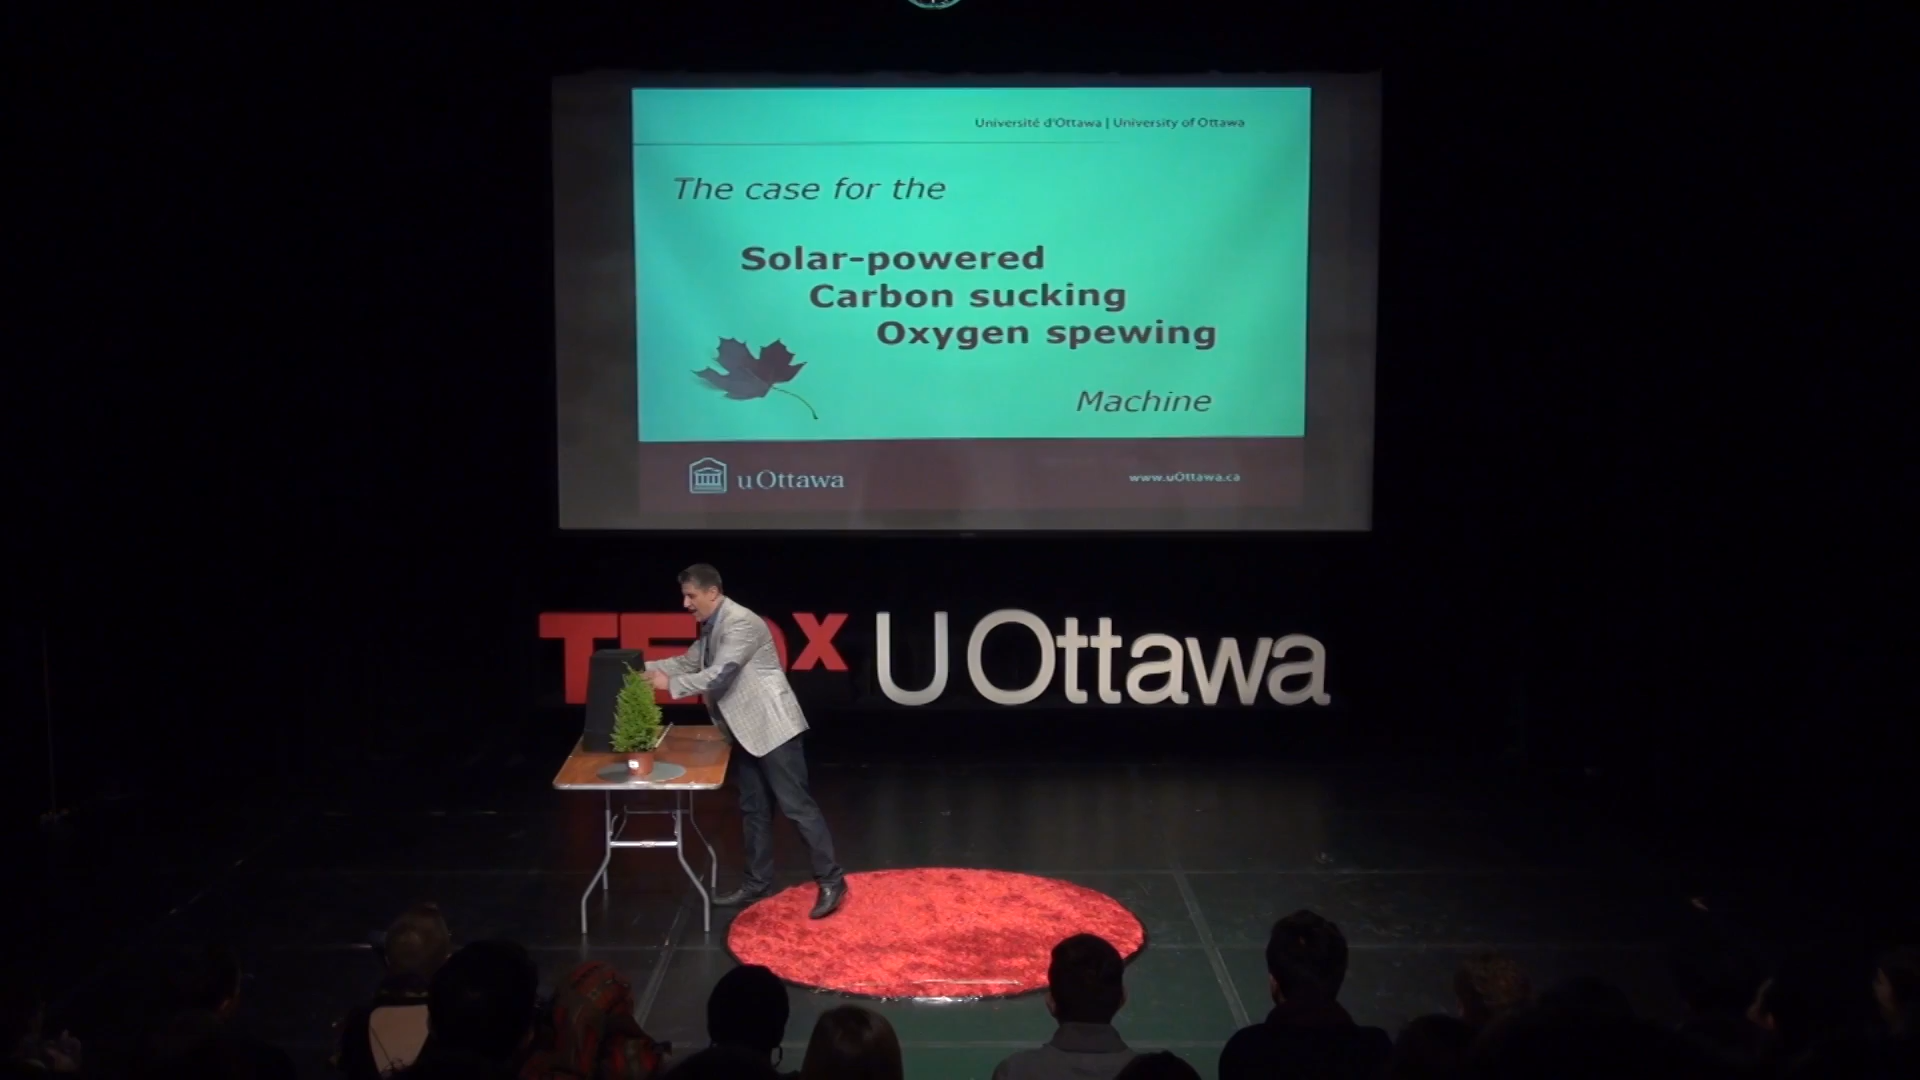 Université d'Ottawa | University of Ottawa
The case for the
Solar-powered
Carbon sucking
Oxygen spewing
Machine
uOttawa
www.uOttawa.ca
TEDx UOttawa